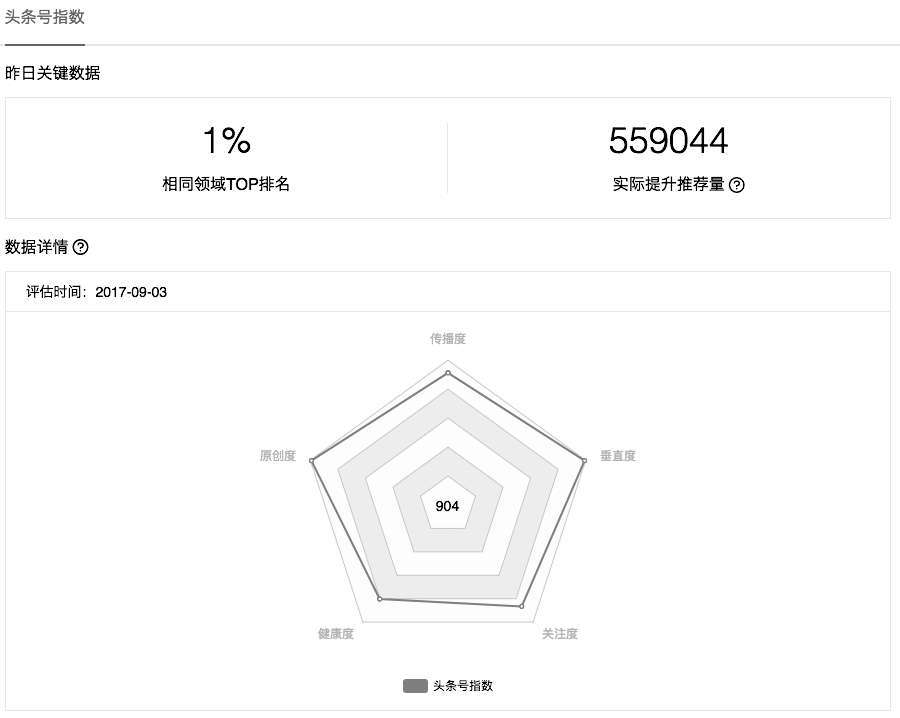 头条号指数
昨日关键数据
1%
559044
相同领域TOP排名
实际提升推荐量 ?
数据详情 ?
评估时间：2017-09-03
传播度
原创度
垂直度
904
健康度
关注度
头条号指数